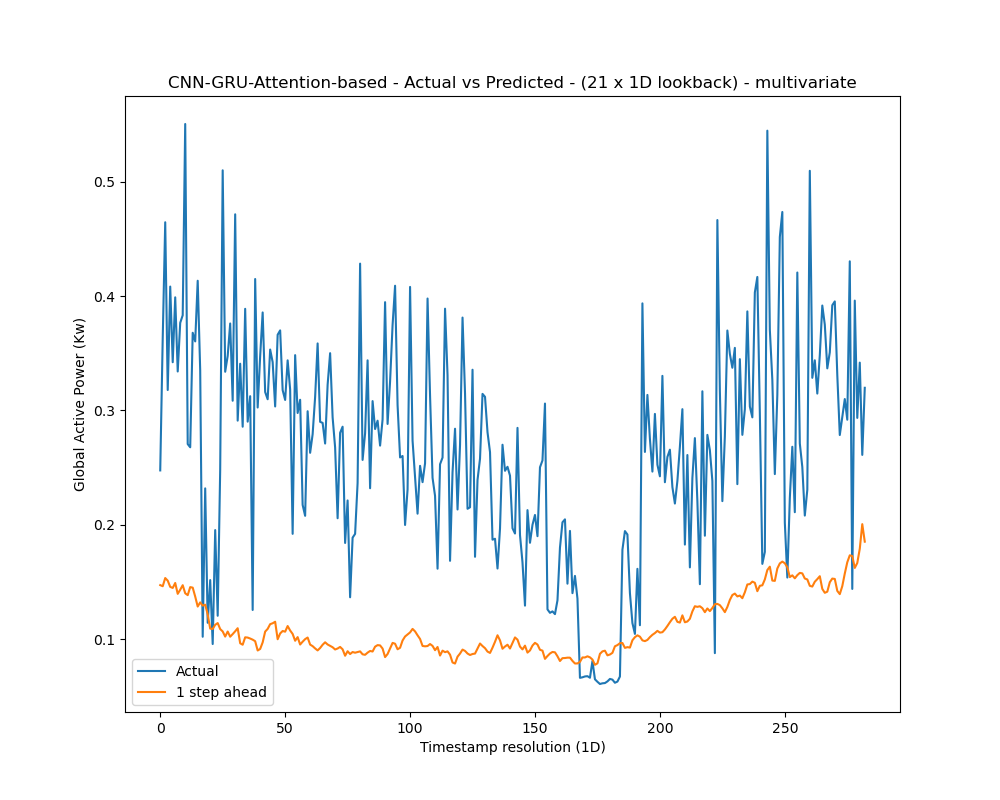 CNN-GRU-Attention-based - Actual vs Predicted - (21 x 1D lookback) - multivariate
Global Active Power (Kw)
0.5
0.4
0.3
0.2
0.1
Actual
1 step ahead
0 50 100 150 200 250
Timestamp resolution (1D)